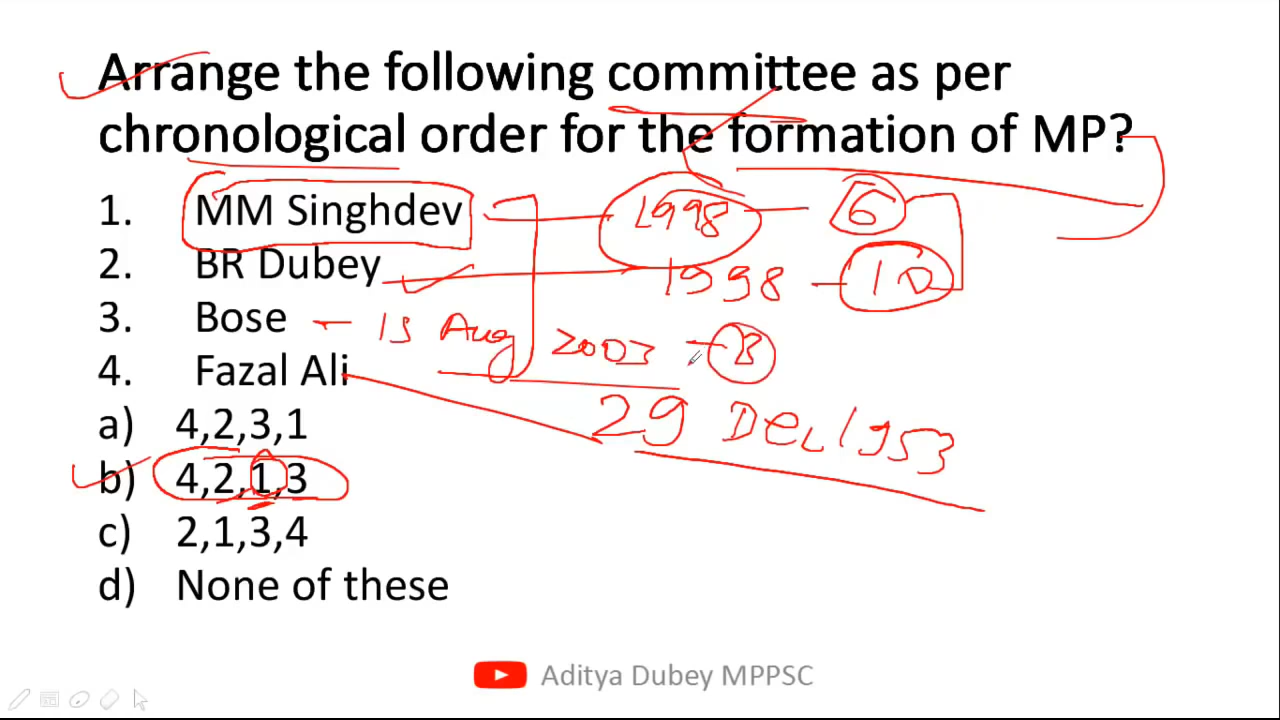 Arrange the following committee as per
chronological order for the formation of MP?
1. MM Singhdev 1998 6
2. BR Dubey 1998 10
3. Bose 15 Aug 2003 3
4. Fazal Ali 29 Dec 1953
a) 4,2,3,1
b) 4,2,1,3
c) 2,1,3,4
d) None of these
Aditya Dubey MPPSC